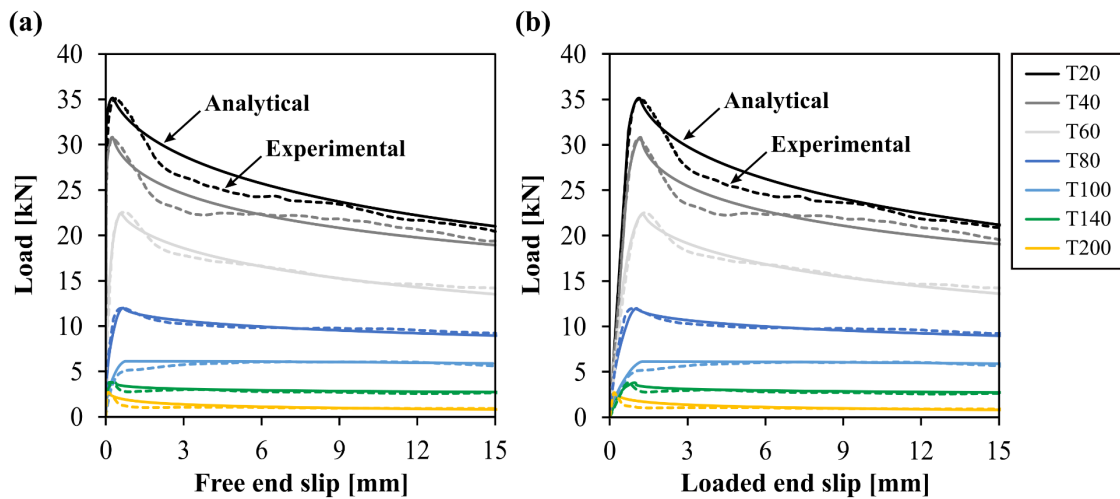 (a)
Load [kN]
40
35
30
25
20
15
10
5
0
Analytical
Experimental
0 3 6 9 12 15
Free end slip [mm]
(b)
Load [kN]
40
35
30
25
20
15
10
5
0
Analytical
Experimental
0 3 6 9 12 15
Loaded end slip [mm]
T20
T40
T60
T80
T100
T140
T200